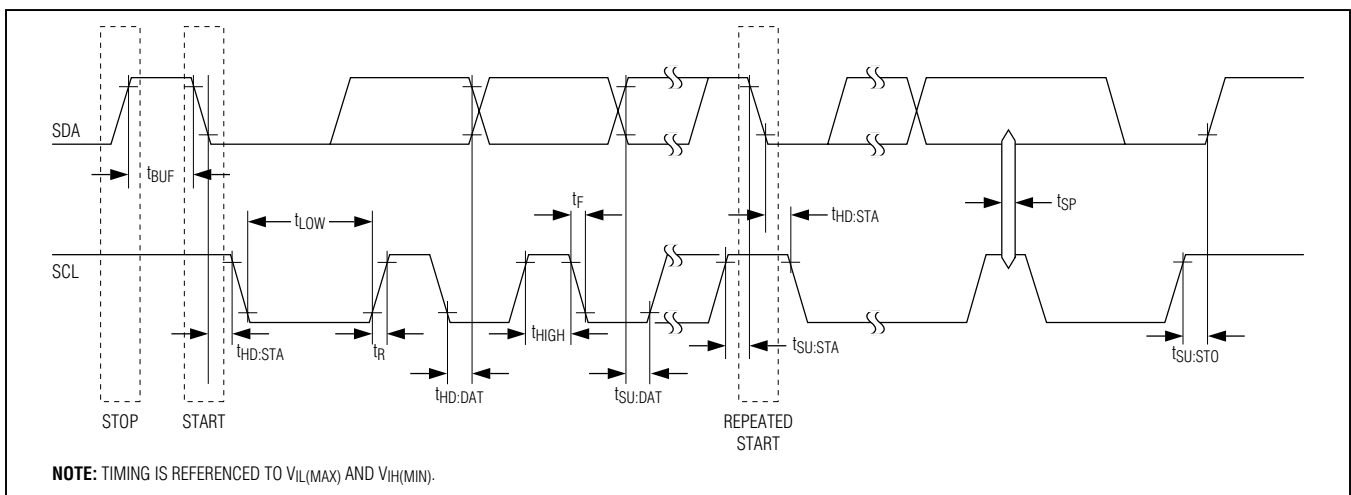 SDA
tBUF
tLOW
tF
tHD:STA
tSP
SCL
tHD:STA
tR
tHIGH
tHD:DAT
tSU:DAT
tSU:STA
tSU:STO
STOP
START
REPEATED
START
NOTE: TIMING IS REFERENCED TO VIL(MAX) AND VIH(MIN).